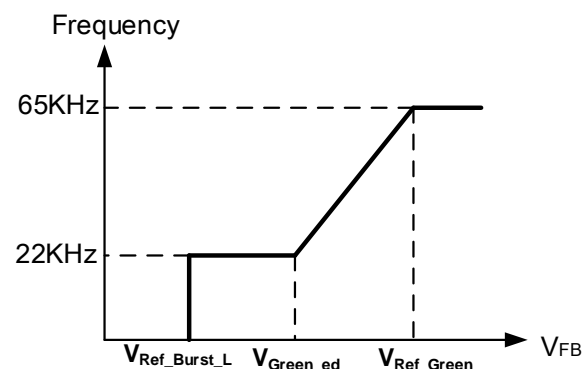 Frequency
65KHz
22KHz
VRef_Burst_L
VGreen_ed
VRef_Green
VFB